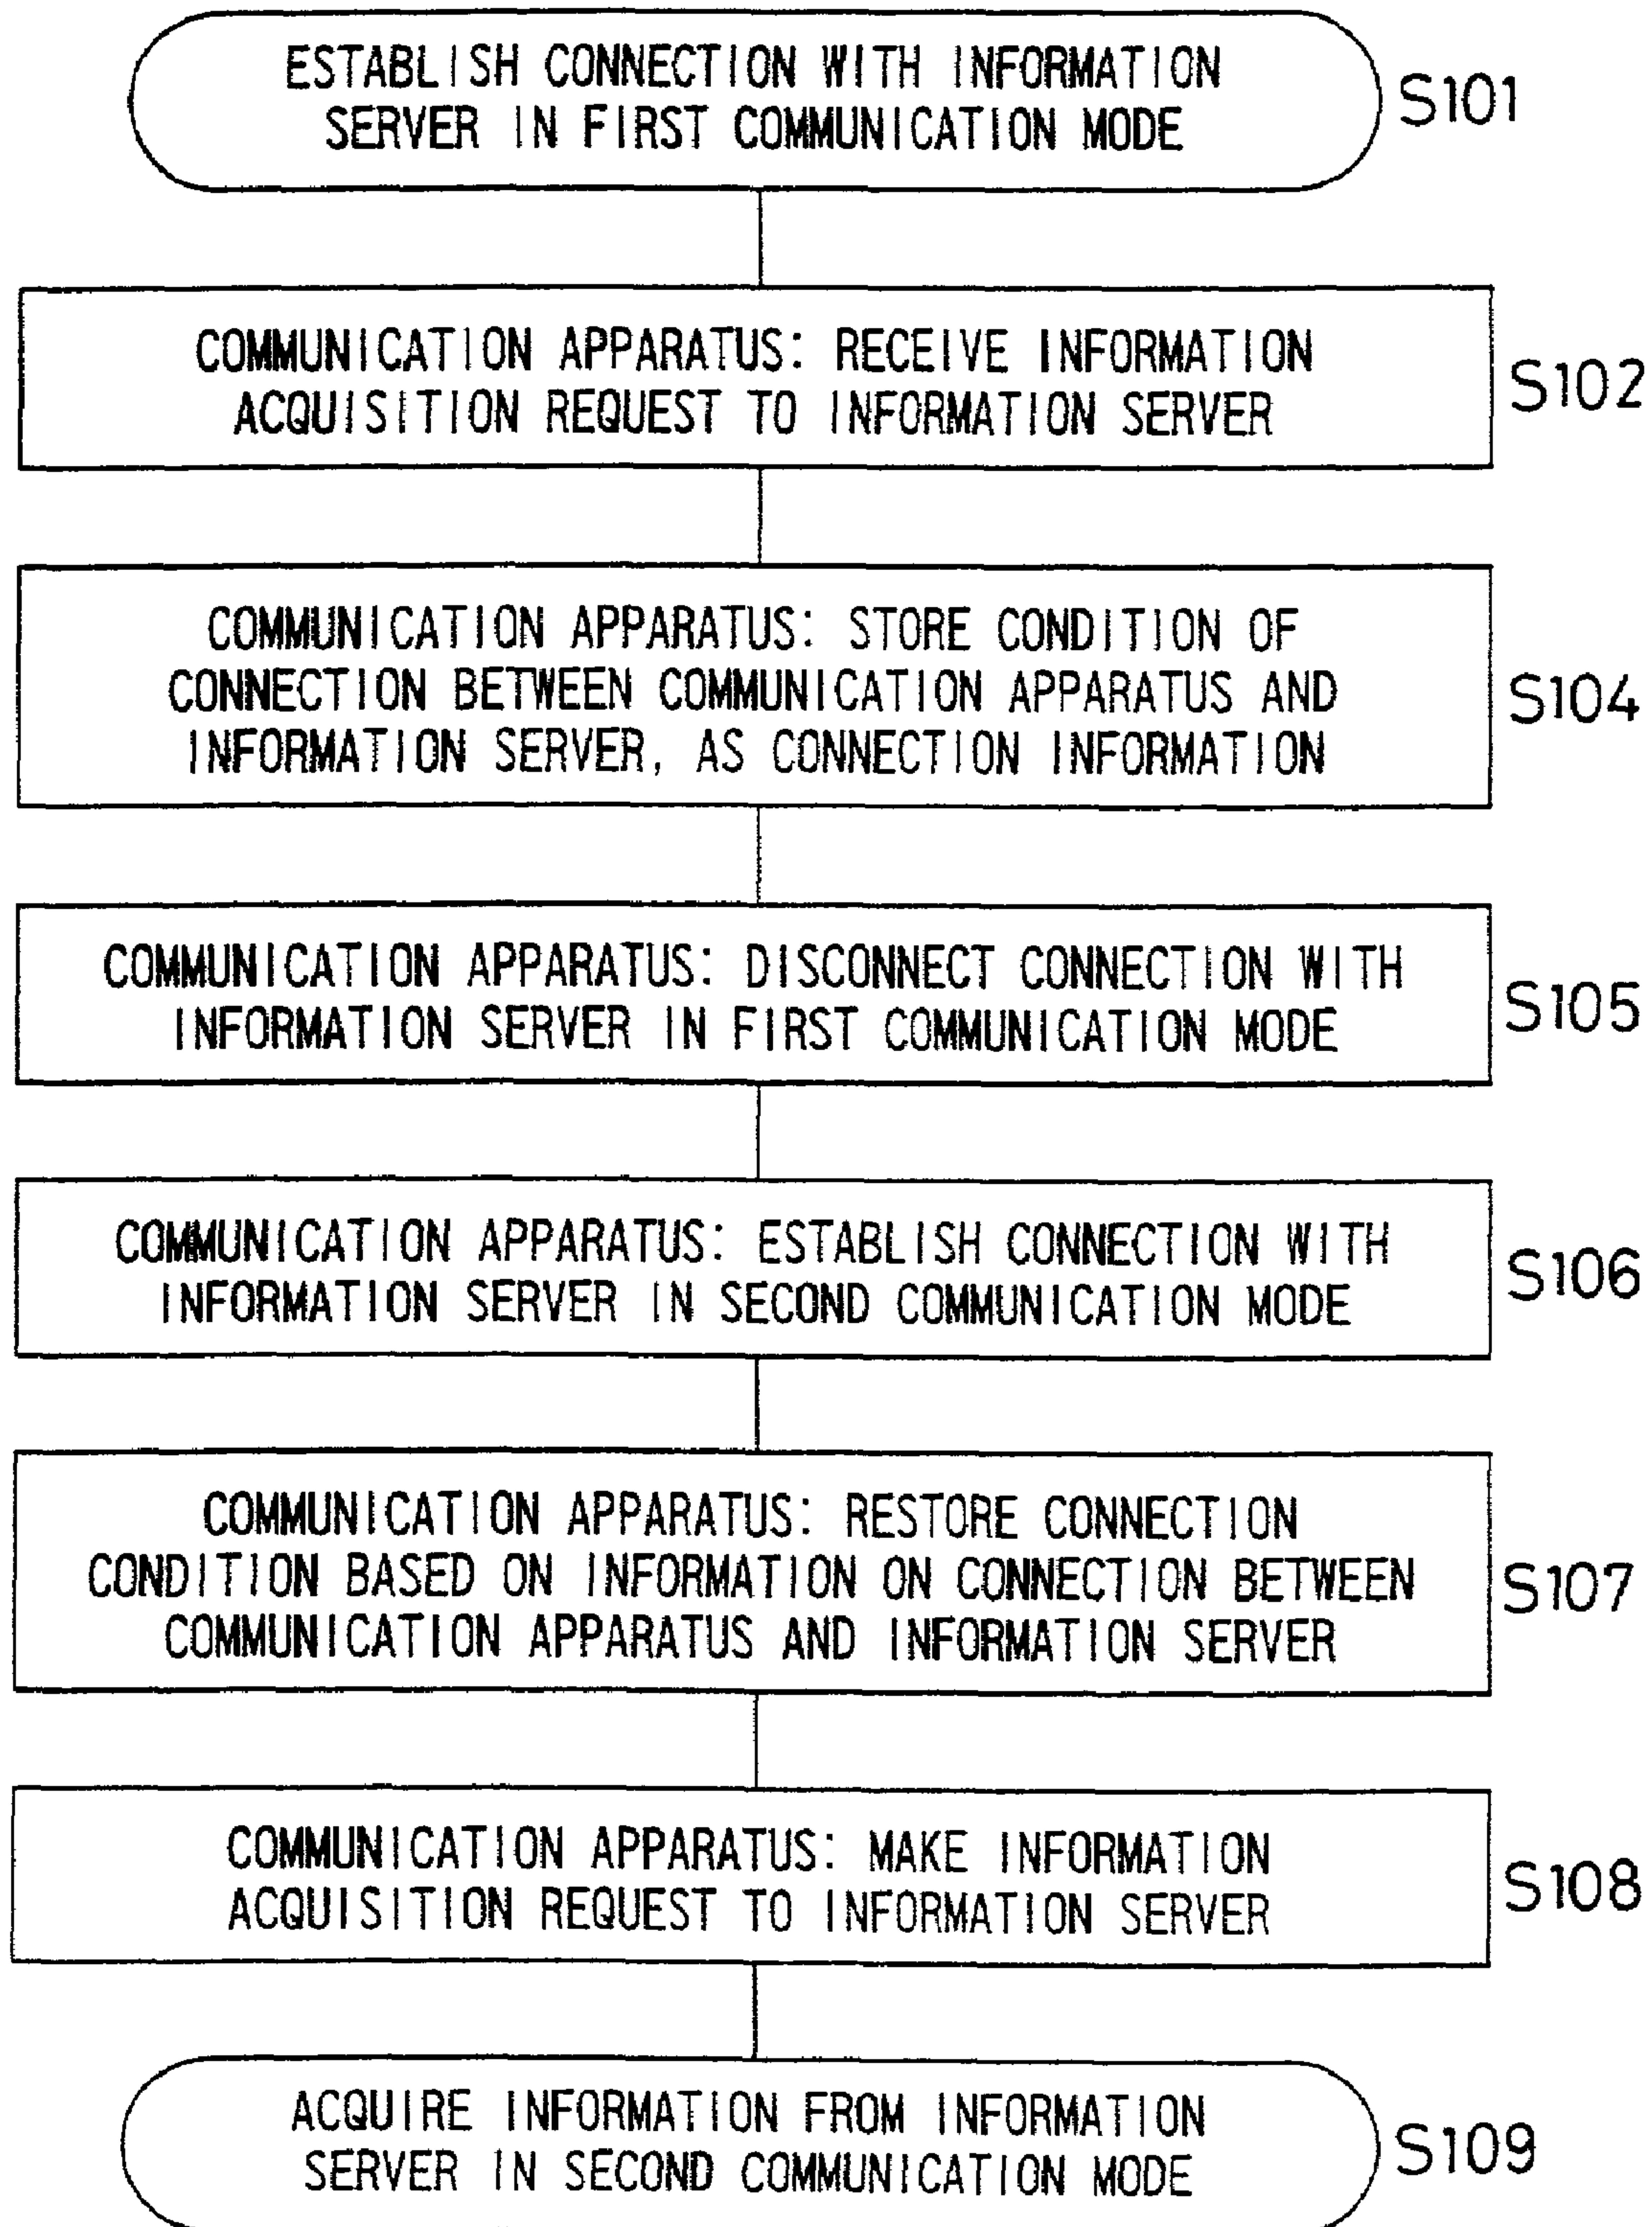 ESTABLISH CONNECTION WITH INFORMATION
SERVER IN FIRST COMMUNICATION MODE
S101
COMMUNICATION APPARATUS: RECEIVE INFORMATION
ACQUISITION REQUEST TO INFORMATION SERVER
S102
COMMUNICATION APPARATUS: STORE CONDITION OF
CONNECTION BETWEEN COMMUNICATION APPARATUS AND
INFORMATION SERVER, AS CONNECTION INFORMATION
S104
COMMUNICATION APPARATUS: DISCONNECT CONNECTION WITH
INFORMATION SERVER IN FIRST COMMUNICATION MODE
S105
COMMUNICATION APPARATUS: ESTABLISH CONNECTION WITH
INFORMATION SERVER IN SECOND COMMUNICATION MODE
S106
COMMUNICATION APPARATUS: RESTORE CONNECTION
CONDITION BASED ON INFORMATION ON CONNECTION BETWEEN
COMMUNICATION APPARATUS AND INFORMATION SERVER
S107
COMMUNICATION APPARATUS: MAKE INFORMATION
ACQUISITION REQUEST TO INFORMATION SERVER
S108
ACQUIRE INFORMATION FROM INFORMATION
SERVER IN SECOND COMMUNICATION MODE
S109